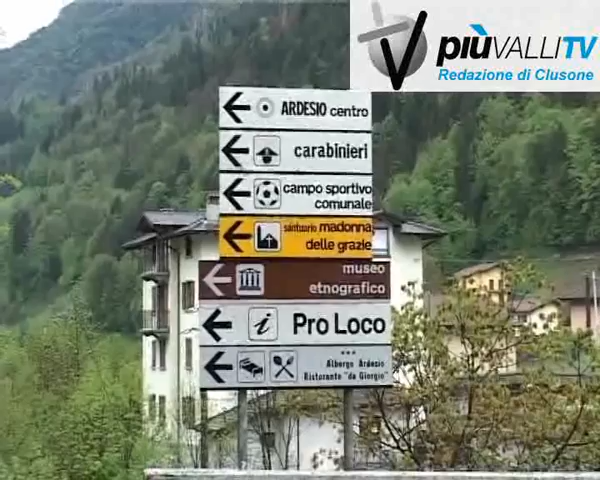 piùVALLITV
Redazione di Clusone
ARDESIO centro
carabinieri
campo sportivo
comunale
santuario madonna
delle grazie
museo
etnografico
i Pro Loco
Albergo Ardesio
Ristorante "da Giorgio"